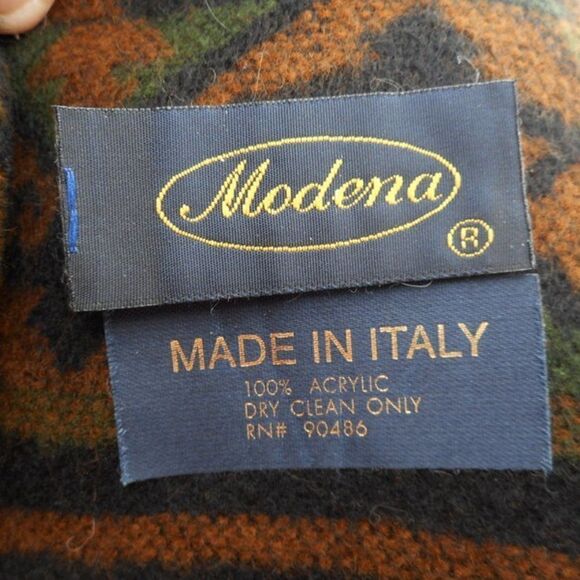 Modena
®
MADE IN ITALY
100% ACRYLIC
DRY CLEAN ONLY
RN# 90486